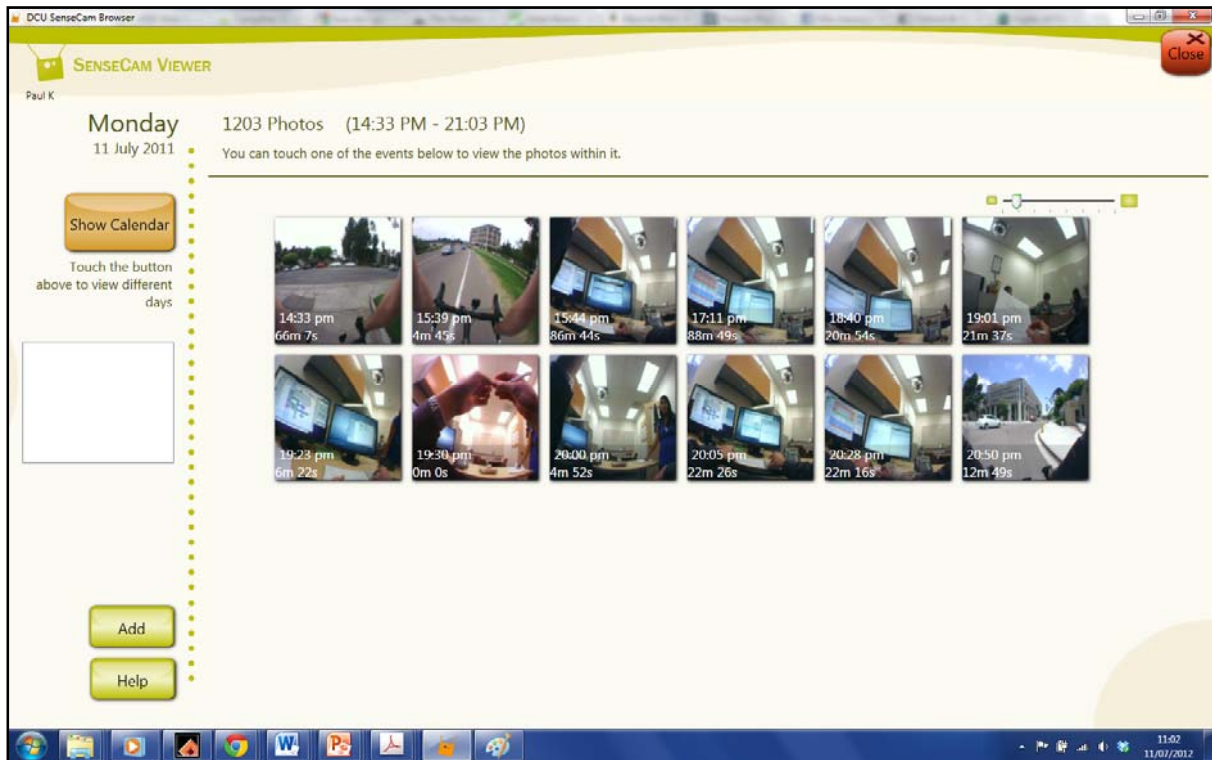 DCU SenseCam Browser
SENSECAM VIEWER
Close
Paul K
Monday
11 July 2011
1203 Photos (14:33 PM - 21:03 PM)
You can touch one of the events below to view the photos within it.
Show Calendar
Touch the button
above to view different
days
14:33 pm
66m 7s
15:39 pm
4m 45s
15:44 pm
86m 44s
17:11 pm
88m 49s
18:40 pm
20m 54s
19:01 pm
21m 37s
19:23 pm
6m 22s
19:30 pm
0m 0s
20:00 pm
4m 52s
20:05 pm
22m 26s
20:28 pm
22m 16s
20:50 pm
12m 49s
Add
Help
11:02
11/07/2012